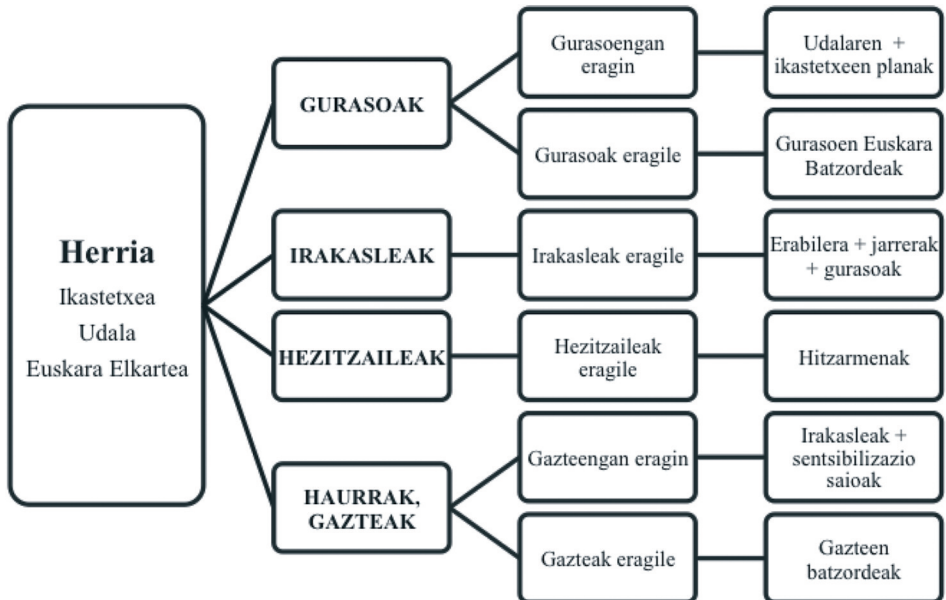 Herria
Ikastetxea
Udala
Euskara Elkartea
GURASOAK
Gurasoengan
eragin
Udalaren +
ikastetxeen planak
Gurasoak eragile
Gurasoen Euskara
Batzordeak
IRAKASLEAK
Irakasleak eragile
Erabilera + jarrerak
+ gurasoak
HEZITZAILEAK
Hezitzaileak
eragile
Hitzarmenak
HAURRAK,
GAZTEAK
Gazteengan eragin
Irakasleak +
sentsibilizazio
saioak
Gazteak eragile
Gazteen
batzordeak